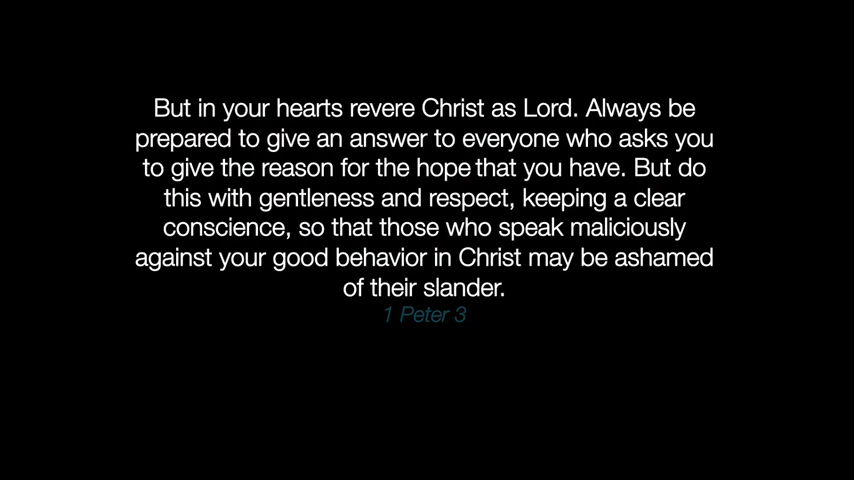 But in your hearts revere Christ as Lord. Always be
prepared to give an answer to everyone who asks you
to give the reason for the hope that you have. But do
this with gentleness and respect, keeping a clear
conscience, so that those who speak maliciously
against your good behavior in Christ may be ashamed
of their slander.
1 Peter 3